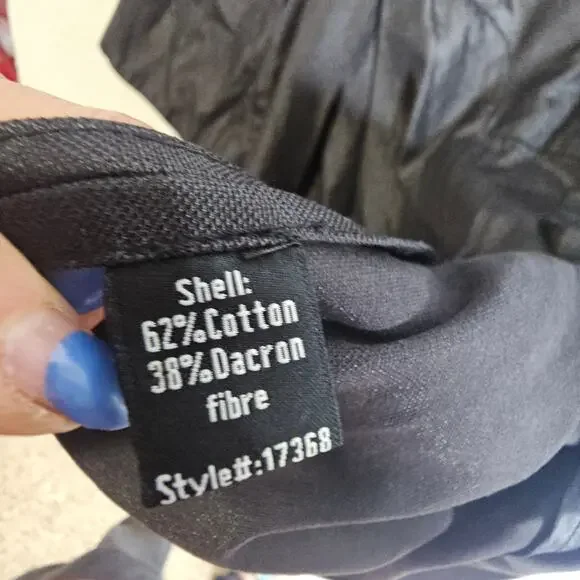 Shell:
62%Cotton
38%Dacron
fibre
Style#:17368